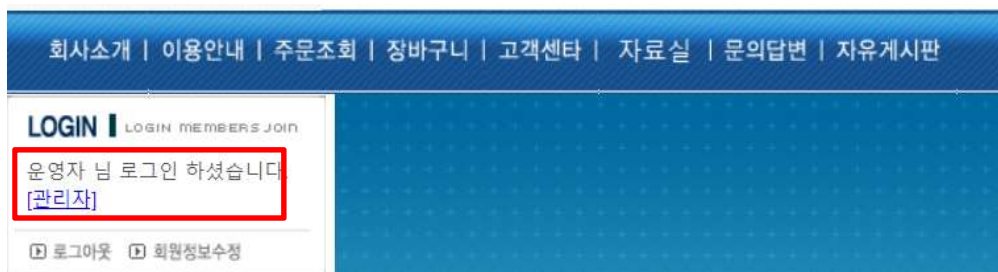 회사소개 | 이용안내 | 주문조회 | 장바구니 | 고객센타 | 자료실 | 문의답변 | 자유게시판
LOGIN LOGIN MEMBERS JOIN
운영자 님 로그인 하셨습니다.
[관리자]
로그아웃 회원정보수정